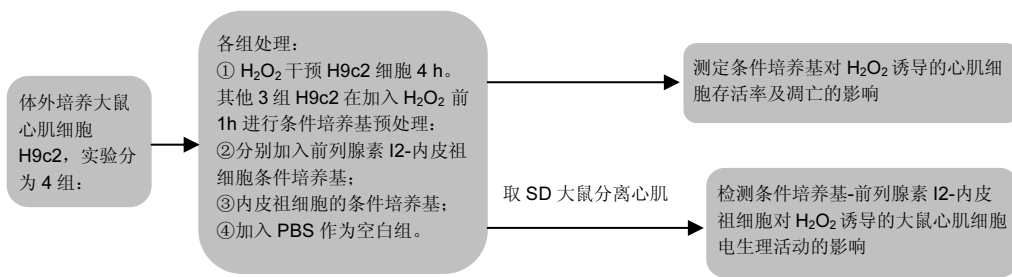 体外培养大鼠
心肌细胞
H9c2，实验分
为 4 组：
各组处理：
① H₂O₂ 干预 H9c2 细胞 4 h。
其他 3 组 H9c2 在加入 H₂O₂ 前
1h 进行条件培养基预处理：
②分别加入前列腺素 I2-内皮祖
细胞条件培养基；
③内皮祖细胞的条件培养基；
④加入 PBS 作为空白组。
测定条件培养基对 H₂O₂ 诱导的心肌细
胞存活率及凋亡的影响
取 SD 大鼠分离心肌
检测条件培养基-前列腺素 I2-内皮
祖细胞对 H₂O₂ 诱导的大鼠心肌细胞
电生理活动的影响